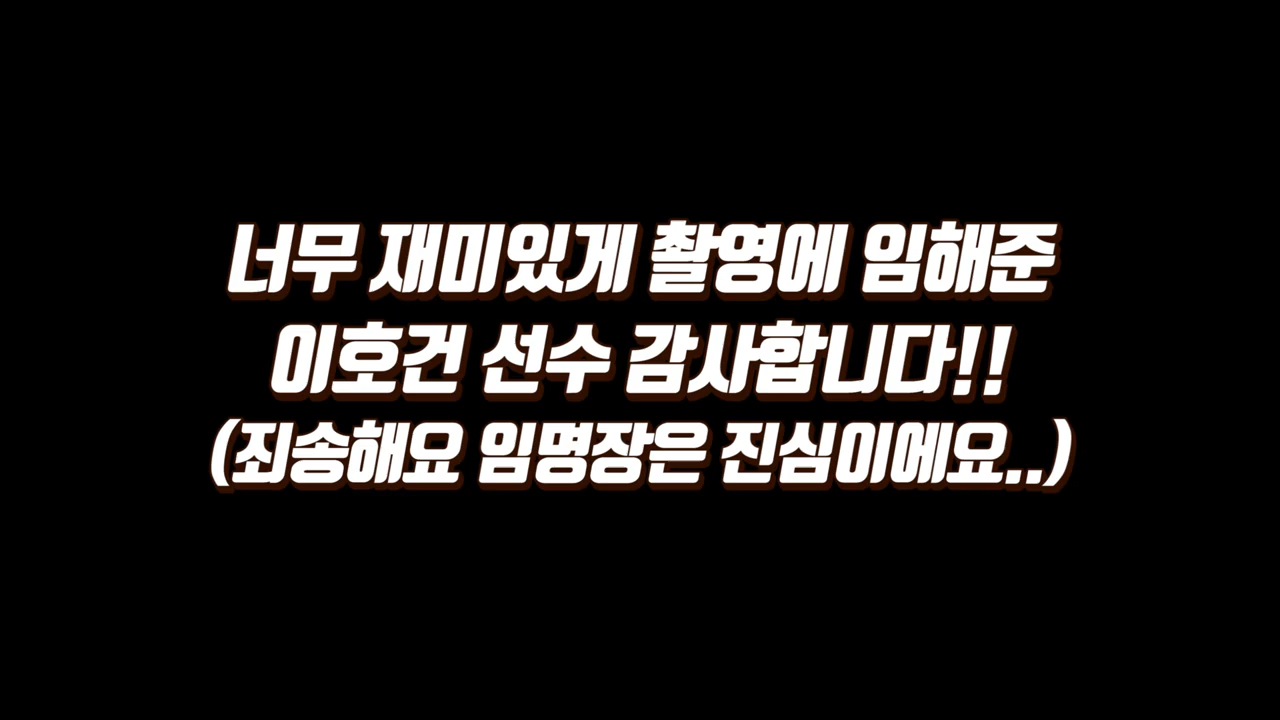 너무 재미있게 촬영에 임해준
이호건 선수 감사합니다!!
(죄송해요 임명장은 진심이에요..)